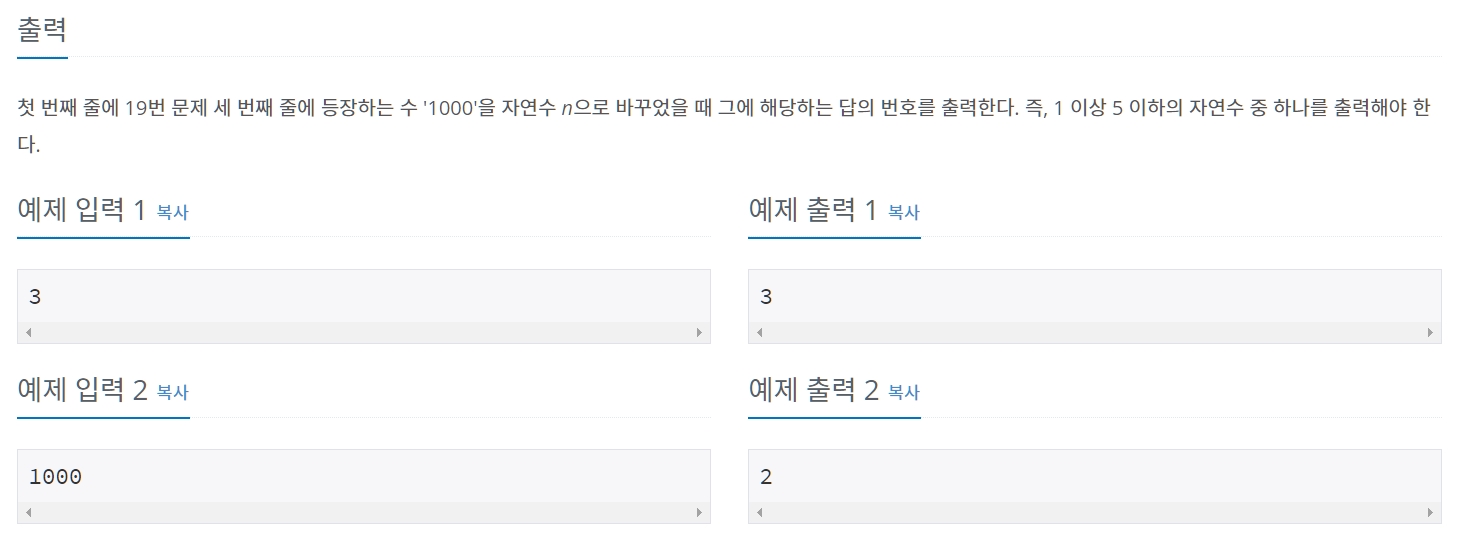 출력
첫 번째 줄에 19번 문제 세 번째 줄에 등장하는 수 '1000'을 자연수 n으로 바꾸었을 때 그에 해당하는 답의 번호를 출력한다. 즉, 1 이상 5 이하의 자연수 중 하나를 출력해야 한
다.
예제 입력 1 복사
예제 출력 1 복사
3
3
예제 입력 2 복사
예제 출력 2 복사
1000
2